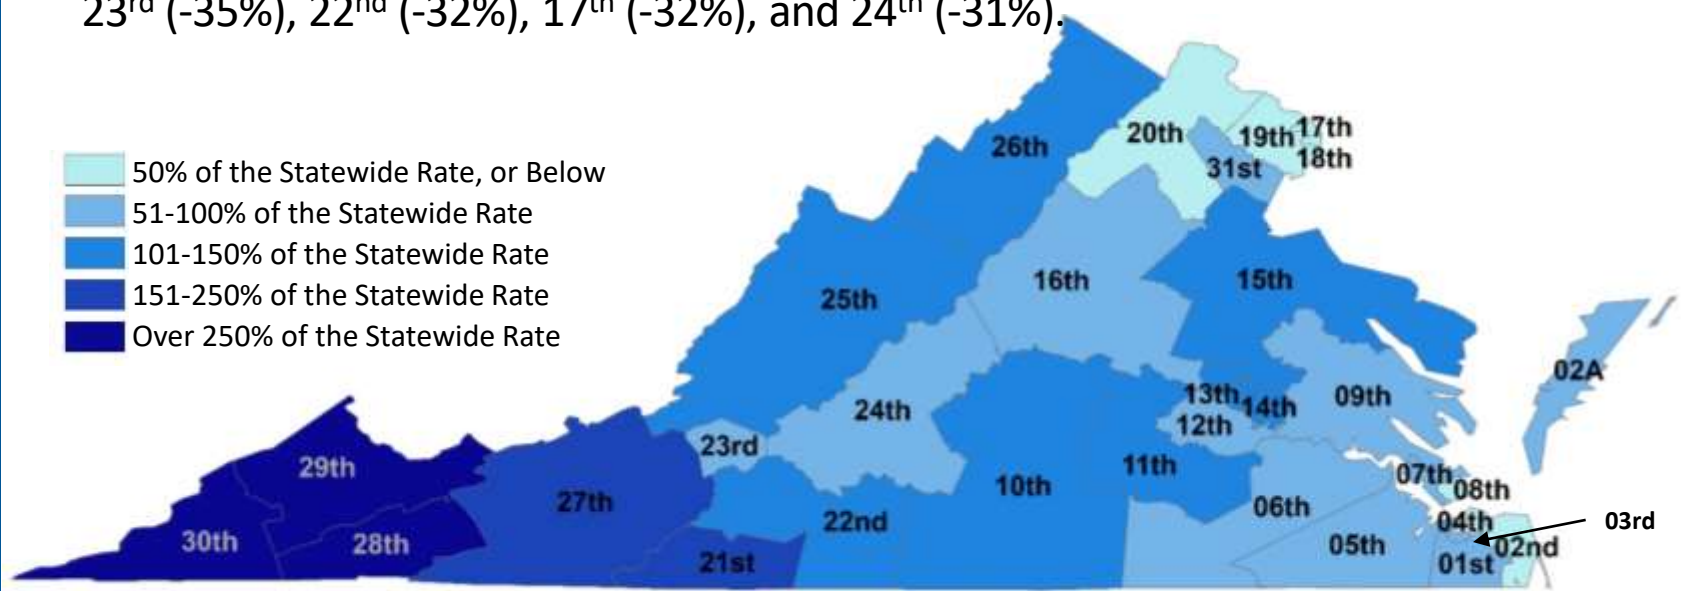 23rd (-35%), 22nd (-32%), 17th (-32%), and 24th (-31%).
50% of the Statewide Rate, or Below
51-100% of the Statewide Rate
101-150% of the Statewide Rate
151-250% of the Statewide Rate
Over 250% of the Statewide Rate
26th
20th
19th
17th
18th
31st
25th
16th
15th
02A
24th
13th
14th
09th
12th
23rd
29th
27th
10th
11th
07th
08th
06th
30th
28th
22nd
04th
03rd
21st
05th
02nd
01st